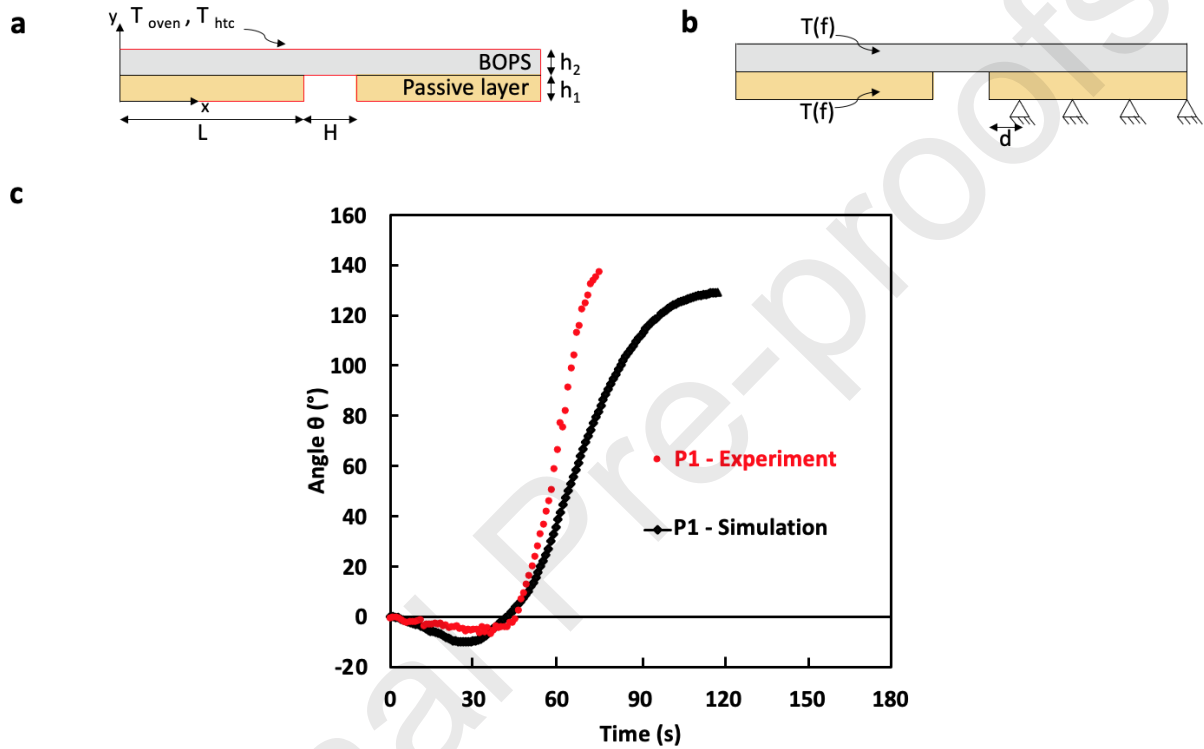 a
y T oven , T htc
BOPS
h2
Passive layer
h1
x
L
H
b
T(f)
T(f)
d
c
160
140
120
100
80
60
40
20
0
-20
Angle θ (°)
P1 - Experiment
P1 - Simulation
0 30 60 90 120 150 180
Time (s)
al Pre-proofs